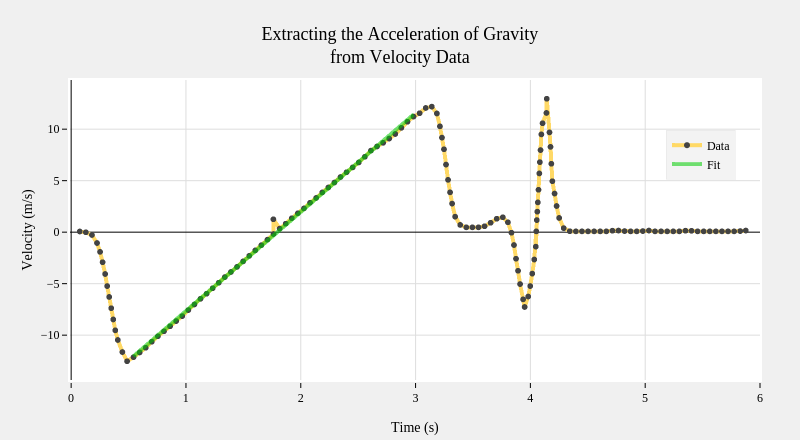 Extracting the Acceleration of Gravity
from Velocity Data
Velocity (m/s)
10
5
0
−5
−10
Data
Fit
0 1 2 3 4 5 6
Time (s)